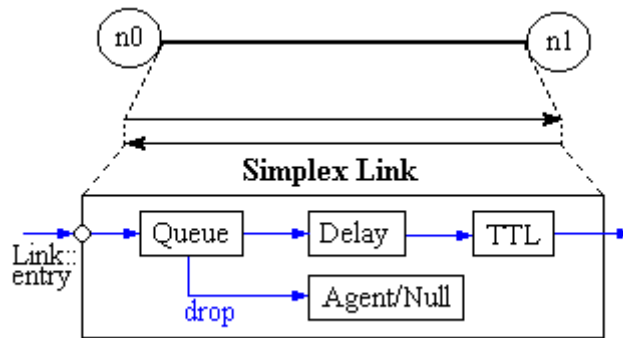 n0
n1
Simplex Link
Queue
Delay
TTL
Link::
entry
drop
Agent/Null